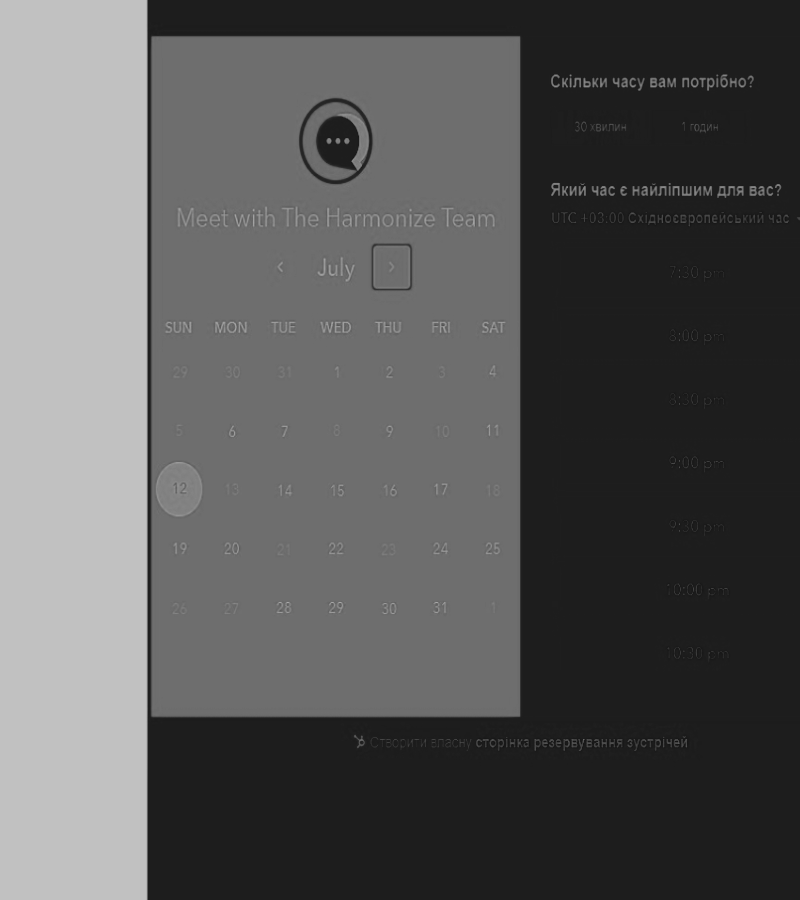 Meet with The Harmonize Team
July
SUN MON TUE WED THU FRI SAT
29 30 31 1 2 3 4
5 6 7 8 9 10 11
12 13 14 15 16 17 18
19 20 21 22 23 24 25
26 27 28 29 30 31 1
Скільки часу вам потрібно?
30 хвилин 1 годин
Який час є найліпшим для вас?
UTC +03:00 Східноєвропейський час
7:30 pm
8:00 pm
8:30 pm
9:00 pm
9:30 pm
10:00 pm
10:30 pm
Створити власну сторінка резервування зустрічей